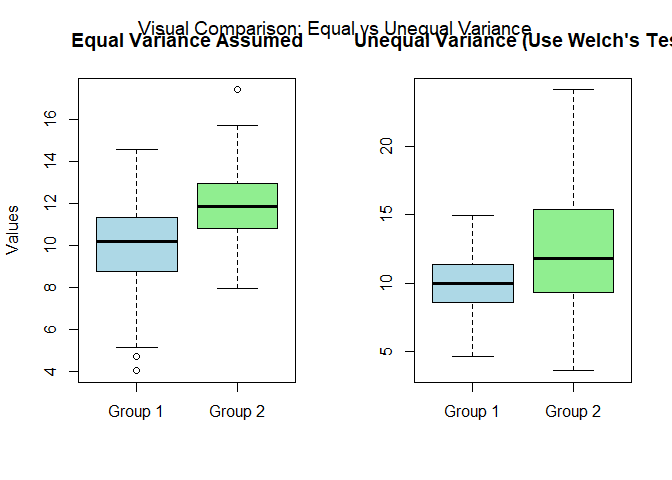 Visual Comparison: Equal vs Unequal Variance
Equal Variance Assumed
Unequal Variance (Use Welch's Tes
Values
16
14
12
10
8
6
4
Group 1 Group 2
20
15
10
5
Group 1 Group 2